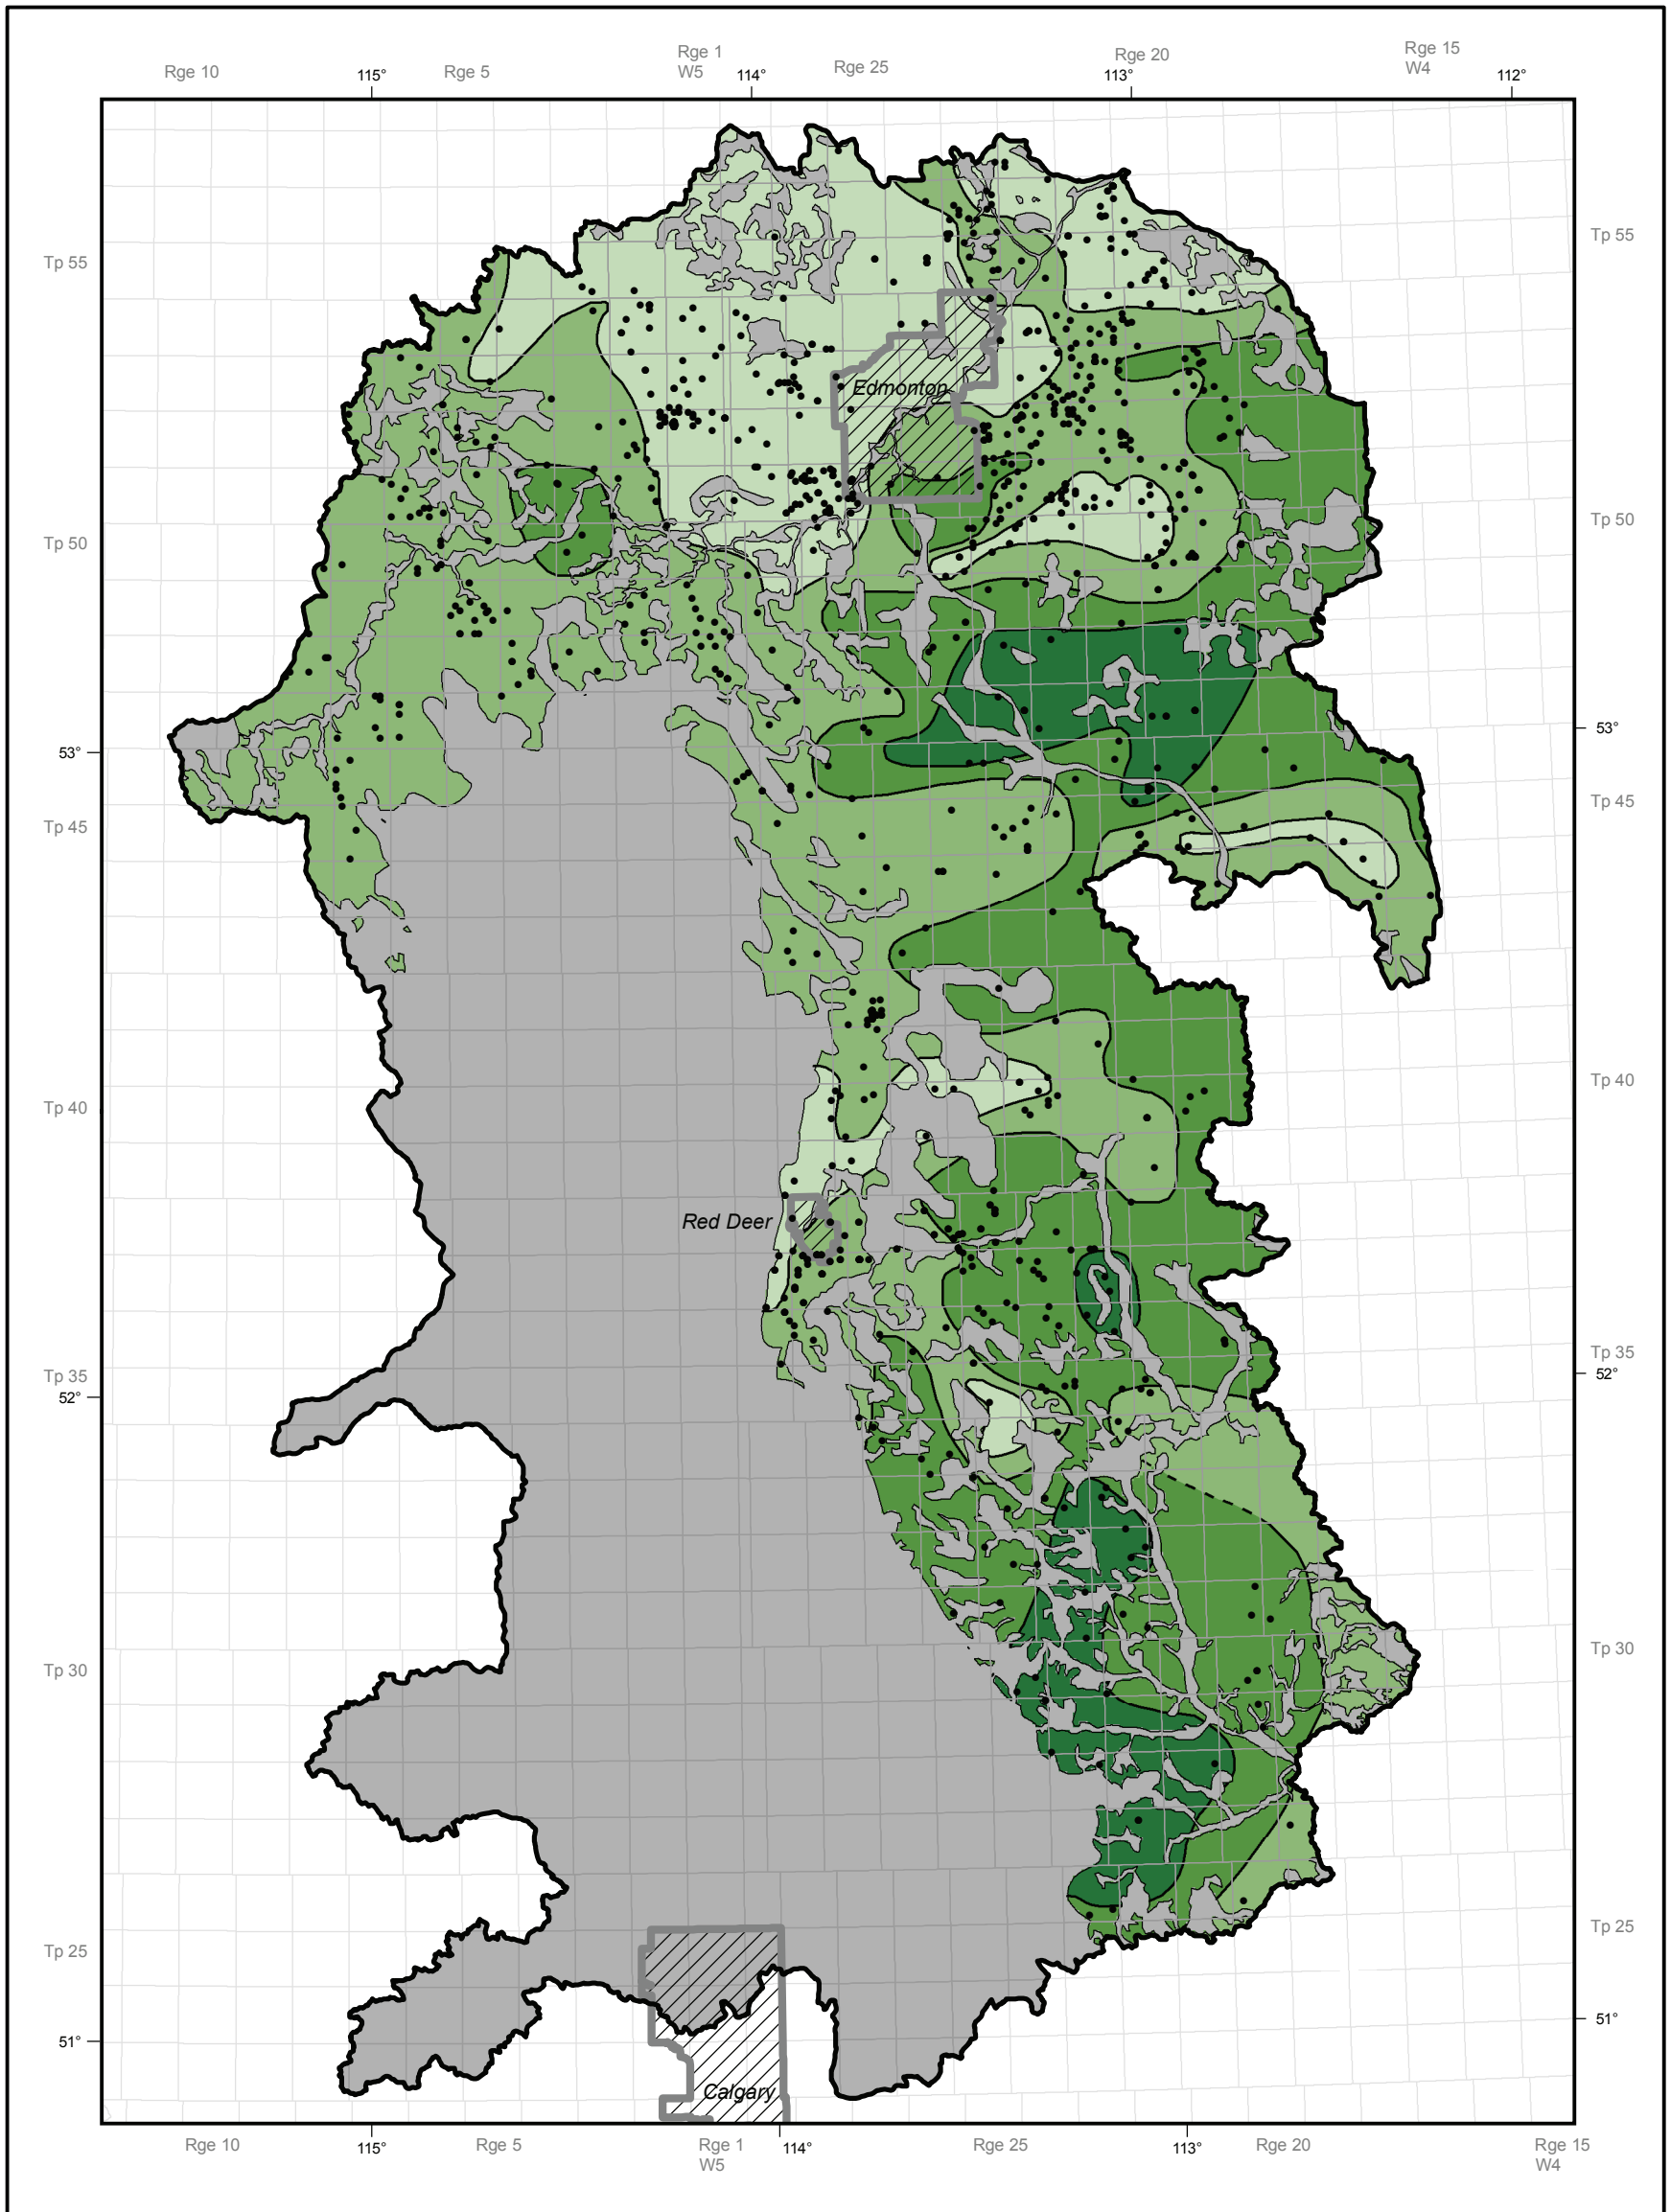 Rge 10
115°
Rge 5
Rge 1
W5
114°
Rge 25
113°
Rge 20
Rge 15
W4
112°
Tp 55
Tp 55
Edmonton
Tp 50
Tp 50
53°
53°
Tp 45
Tp 45
Tp 40
Tp 40
Red Deer
Tp 35
Tp 35
52°
52°
Tp 30
Tp 30
Tp 25
Tp 25
51°
51°
Calgary
Rge 10
115°
Rge 5
Rge 1
W5
114°
Rge 25
113°
Rge 20
Rge 15
W4